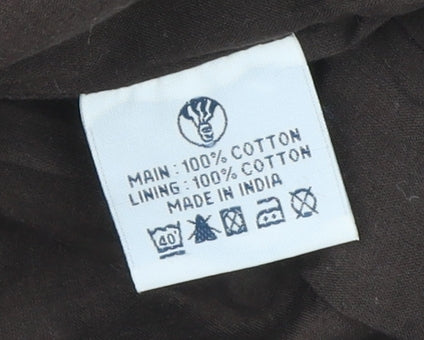 MAIN : 100% COTTON
LINING : 100% COTTON
MADE IN INDIA
40°